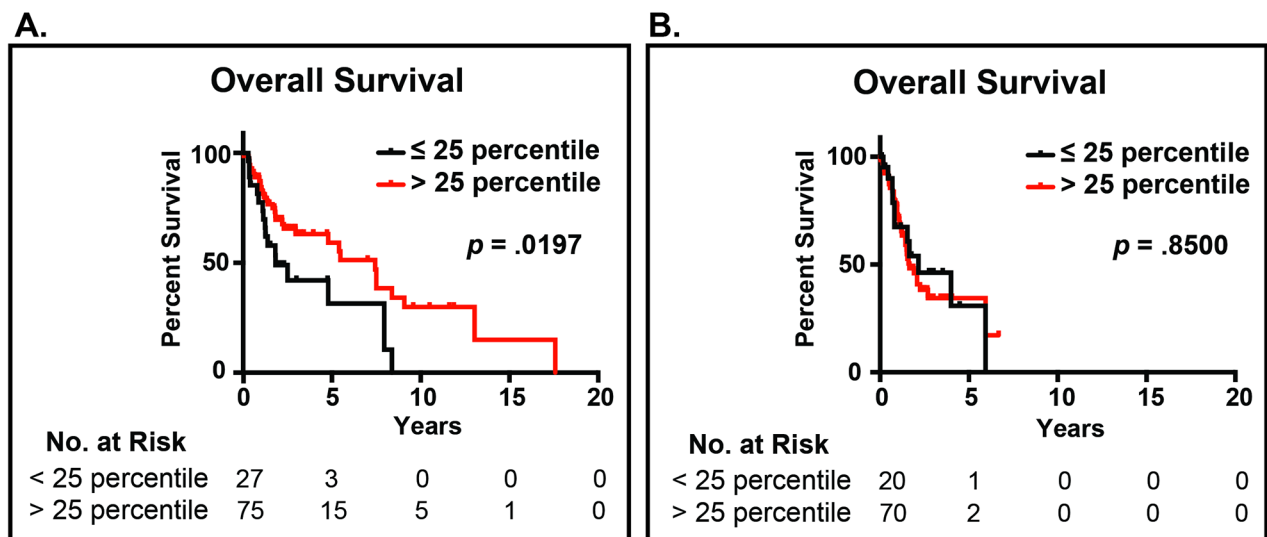 A.
Overall Survival
100
50
0
Percent Survival
≤ 25 percentile
> 25 percentile
p = .0197
0 5 10 15 20
Years
No. at Risk
< 25 percentile 27 3 0 0 0
> 25 percentile 75 15 5 1 0
B.
Overall Survival
100
50
0
Percent Survival
≤ 25 percentile
> 25 percentile
p = .8500
0 5 10 15 20
Years
No. at Risk
< 25 percentile 20 1 0 0 0
> 25 percentile 70 2 0 0 0